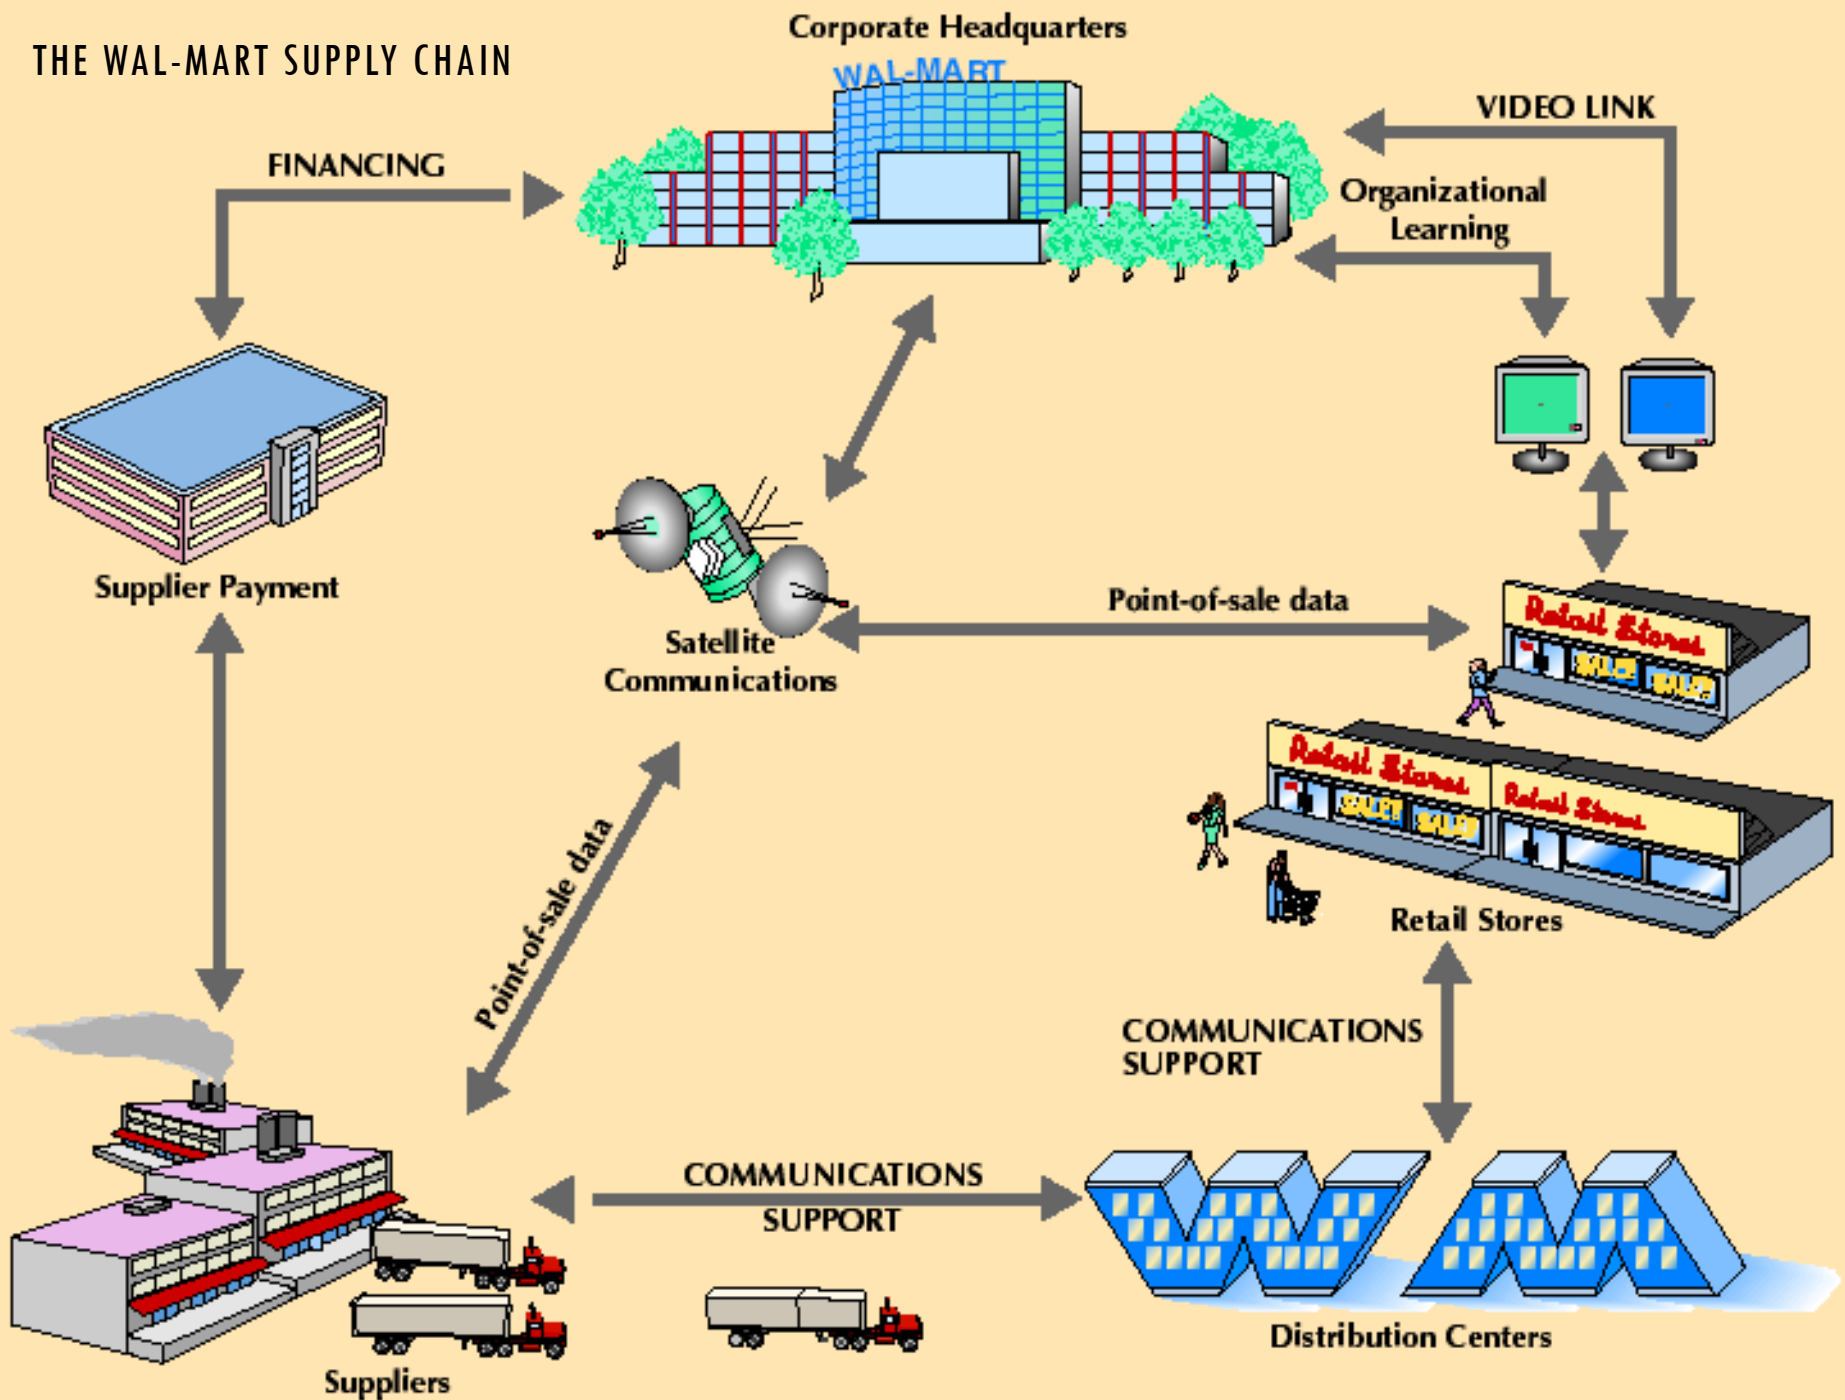 THE WAL-MART SUPPLY CHAIN
Corporate Headquarters
WAL-MART
VIDEO LINK
FINANCING
Organizational
Learning
Supplier Payment
Satellite
Communications
Point-of-sale data
Retail Stores
SALE!
SALE!
Retail Stores
Retail Stores
SALE!
SALE!
Retail Stores
Point-of-sale data
COMMUNICATIONS
SUPPORT
COMMUNICATIONS
SUPPORT
Distribution Centers
Suppliers